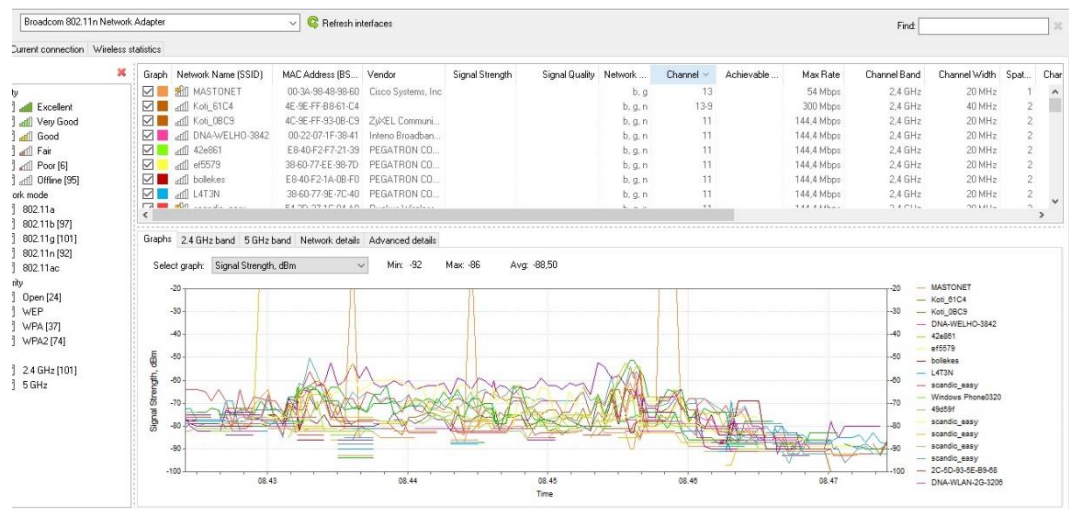 Broadcom 802.11n Network Adapter Refresh interfaces Find:
Current connection Wireless statistics
Graph Network Name (SSID) MAC Address (BS... Vendor Signal Strength Signal Quality Network ... Channel Achievable ... Max Rate Channel Band Channel Width Spat... Char
MASTONET 00-3A-98-48-98-60 Cisco Systems, Inc b, g 13 54 Mbps 2,4 GHz 20 MHz 1
Koti_61C4 4E-9E-FF-B8-61-C4 b, g, n 13-9 300 Mbps 2,4 GHz 40 MHz 2
Koti_0BC9 4C-9E-FF-93-0B-C9 ZyXEL Communi... b, g, n 11 144,4 Mbps 2,4 GHz 20 MHz 2
DNA-WELHO-3842 00-22-07-1F-38-41 Inteno Broadban... b, g, n 11 144,4 Mbps 2,4 GHz 20 MHz 2
42e861 E8-40-F2-F7-21-39 PEGATRON CO... b, g, n 11 144,4 Mbps 2,4 GHz 20 MHz 2
ef5579 38-60-77-EE-98-7D PEGATRON CO... b, g, n 11 144,4 Mbps 2,4 GHz 20 MHz 2
bollekes E8-40-F2-1A-0B-F0 PEGATRON CO... b, g, n 11 144,4 Mbps 2,4 GHz 20 MHz 2
L4T3N 38-60-77-9E-7C-40 PEGATRON CO... b, g, n 11 144,4 Mbps 2,4 GHz 20 MHz 2
ty
Excellent
Very Good
Good
Fair
Poor [6]
Offline [95]
ork mode
802.11a
802.11b [97]
802.11g [101]
802.11n [92]
802.11ac
rity
Open [24]
WEP
WPA [37]
WPA2 [74]
2.4 GHz [101]
5 GHz
Graphs 2.4 GHz band 5 GHz band Network details Advanced details
Select graph: Signal Strength, dBm Min: -92 Max: -86 Avg: -88,50
Signal Strength, dBm
-20
-30
-40
-50
-60
-70
-80
-90
-100
-20
-30
-40
-50
-60
-70
-80
-90
-100
08.43 08.44 08.45 08.46 08.47
Time
MASTONET
Koti_61C4
Koti_0BC9
DNA-WELHO-3842
42e861
ef5579
bollekes
L4T3N
scandic_easy
Windows Phone0320
49d59f
scandic_easy
scandic_easy
scandic_easy
scandic_easy
2C-5D-93-5E-B9-68
DNA-WLAN-2G-3206